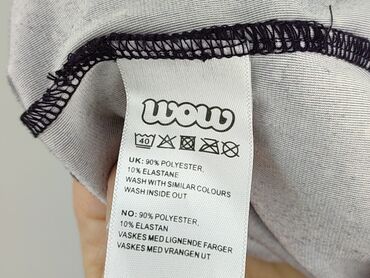 wow
40
UK: 90% POLYESTER,
10% ELASTANE
WASH WITH SIMILAR COLOURS
WASH INSIDE OUT
NO: 90% POLYESTER,
10% ELASTAN
VASKES MED LIGNENDE FARGER
UT MED VRANGEN UT